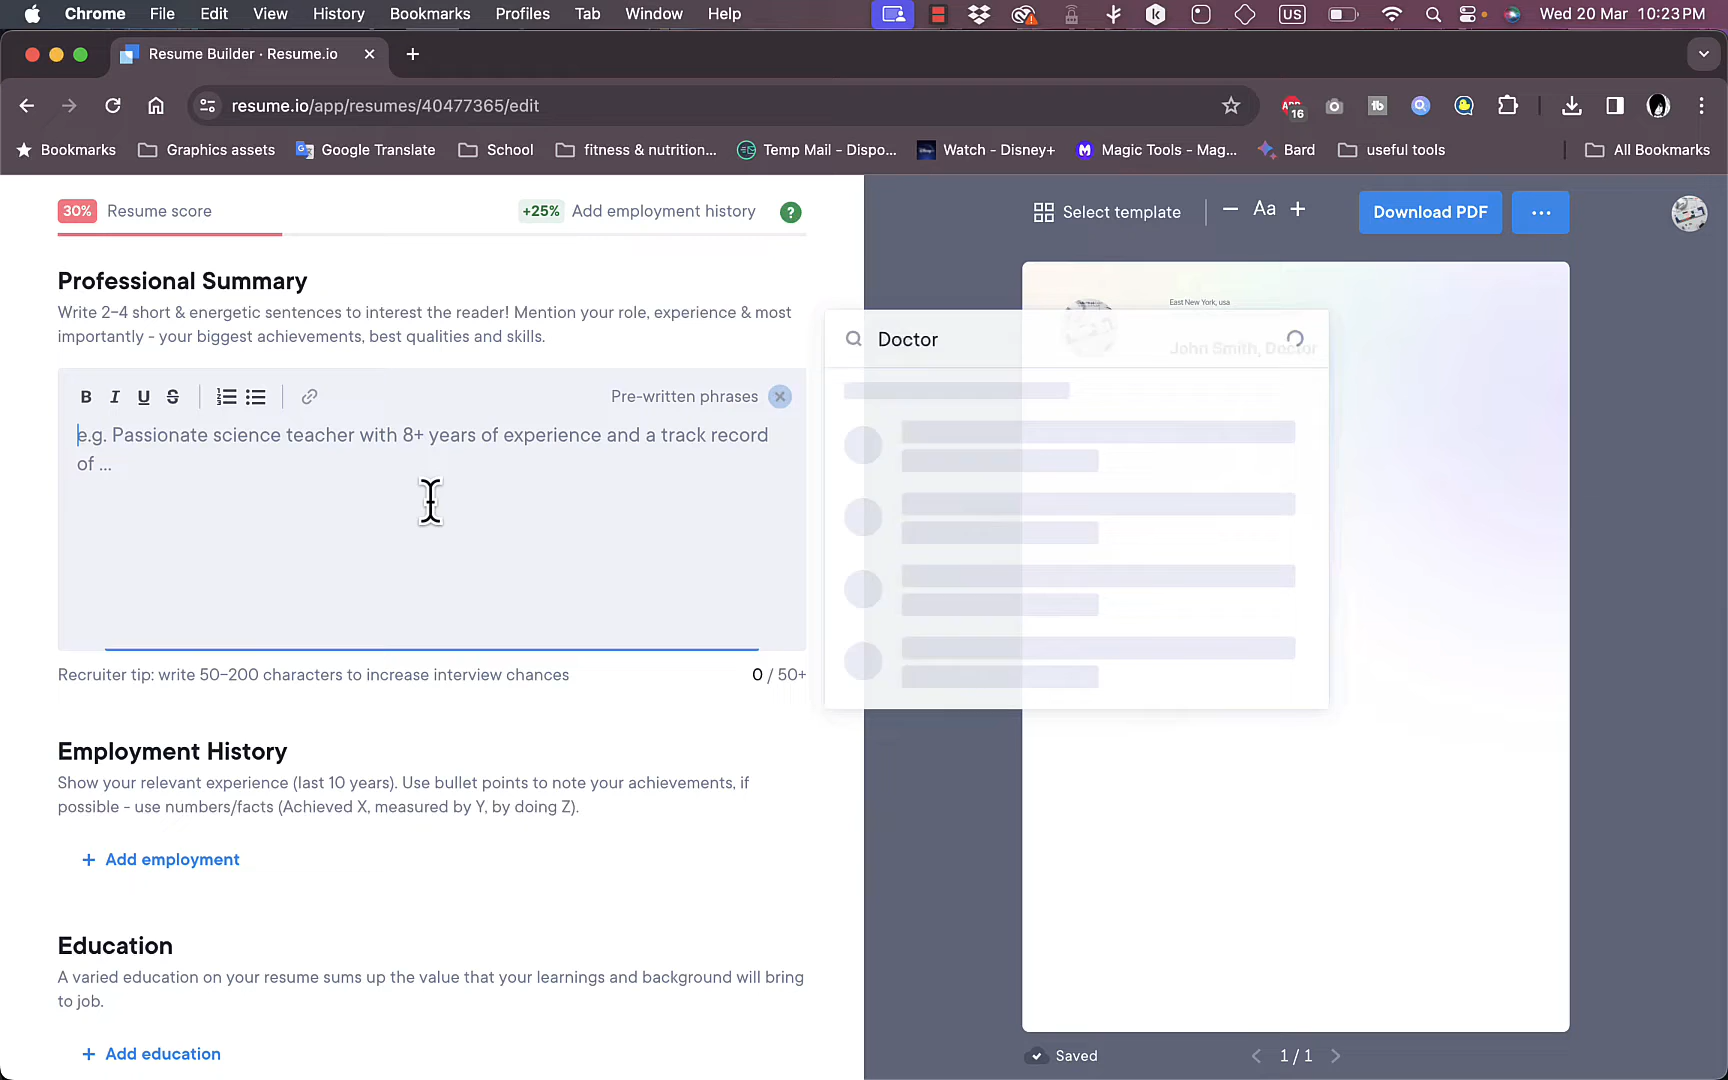 Chrome File Edit View History Bookmarks Profiles Tab Window Help US Wed 20 Mar 10:23 PM
Resume Builder · Resume.io
resume.io/app/resumes/40477365/edit 16
Bookmarks Graphics assets Google Translate School fitness & nutrition... Temp Mail - Dispo... Watch - Disney+ Magic Tools - Mag... Bard useful tools All Bookmarks
30% Resume score +25% Add employment history ?
Select template Aa Download PDF
Professional Summary
Write 2–4 short & energetic sentences to interest the reader! Mention your role, experience & most
importantly - your biggest achievements, best qualities and skills.
B I U S Pre-written phrases
e.g. Passionate science teacher with 8+ years of experience and a track record
of ...
Recruiter tip: write 50–200 characters to increase interview chances 0 / 50+
Doctor
East New York, usa
John Smith, Doctor
Employment History
Show your relevant experience (last 10 years). Use bullet points to note your achievements, if
possible - use numbers/facts (Achieved X, measured by Y, by doing Z).
+ Add employment
Education
A varied education on your resume sums up the value that your learnings and background will bring
to job.
+ Add education
Saved 1 / 1